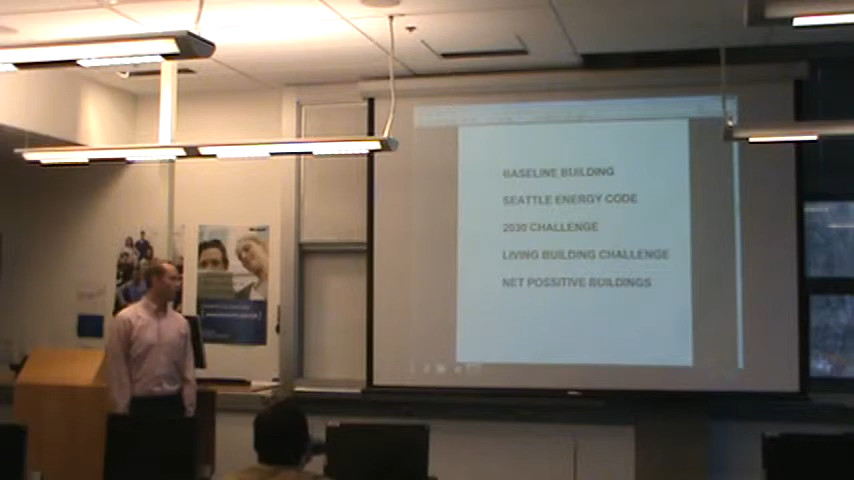 BASELINE BUILDING
SEATTLE ENERGY CODE
2030 CHALLENGE
LIVING BUILDING CHALLENGE
NET POSSITIVE BUILDINGS